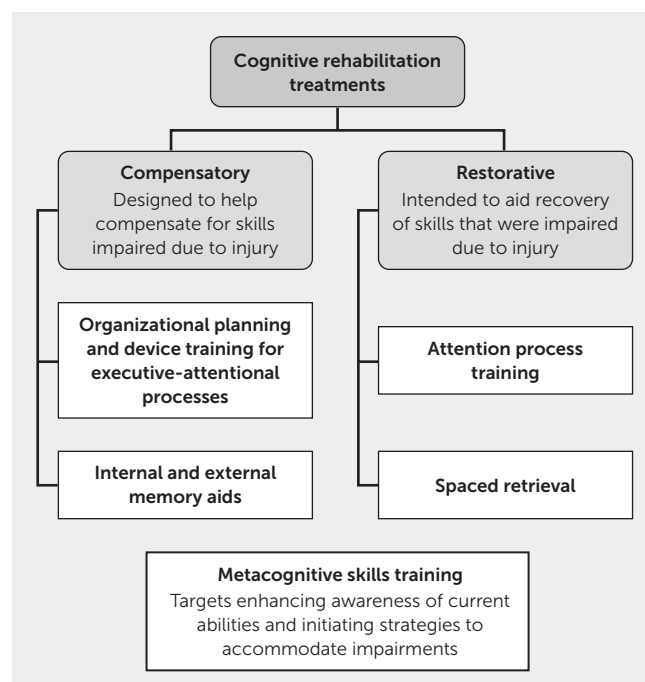 Cognitive rehabilitation
treatments
Compensatory
Designed to help
compensate for skills
impaired due to injury
Organizational planning
and device training for
executive-attentional
processes
Internal and external
memory aids
Restorative
Intended to aid recovery
of skills that were impaired
due to injury
Attention process
training
Spaced retrieval
Metacognitive skills training
Targets enhancing awareness of current
abilities and initiating strategies to
accommodate impairments